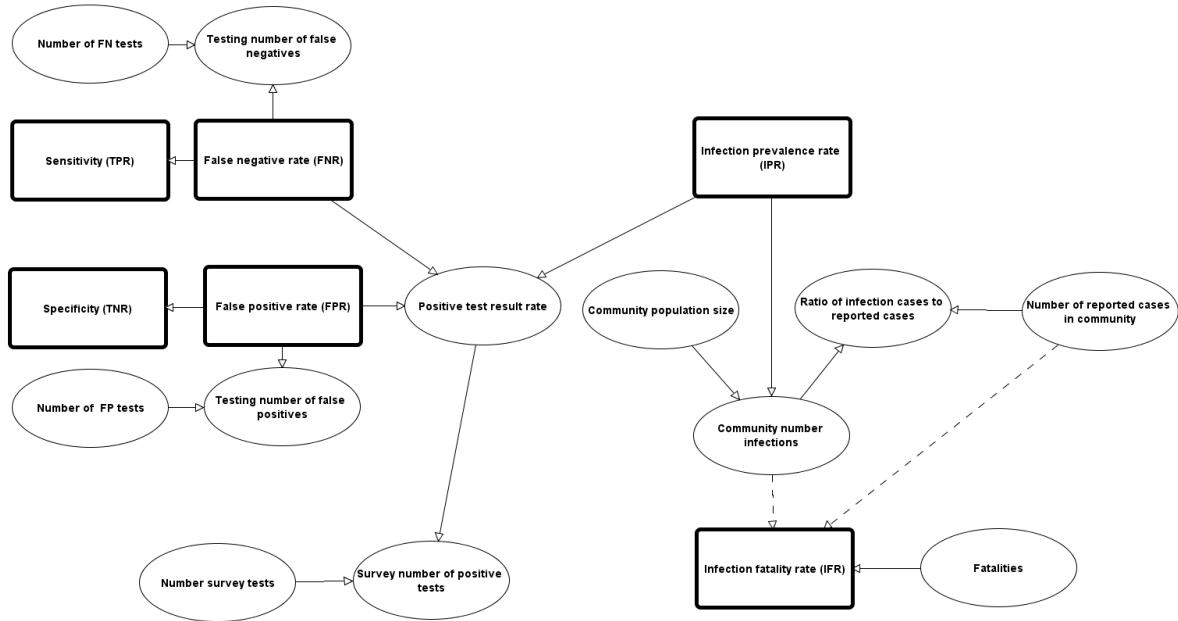 Number of FN tests
Testing number of false
negatives
Sensitivity (TPR)
False negative rate (FNR)
Infection prevalence rate
(IPR)
Specificity (TNR)
False positive rate (FPR)
Positive test result rate
Community population size
Ratio of infection cases to
reported cases
Number of reported cases
in community
Number of  FP tests
Testing number of false
positives
Community number
infections
Number survey tests
Survey number of positive
tests
Infection fatality rate (IFR)
Fatalities